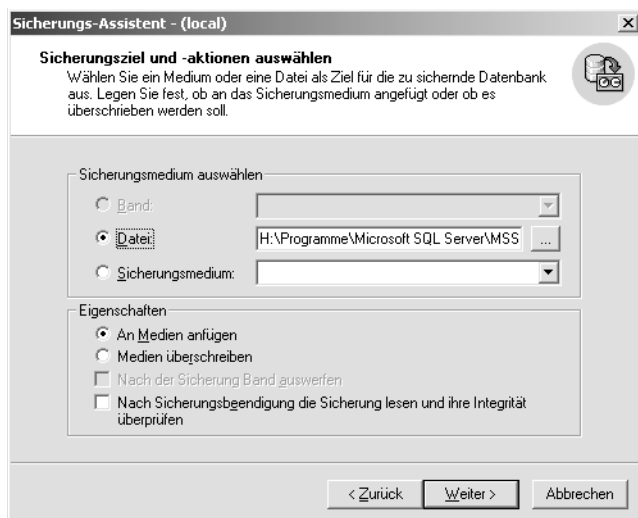 Sicherungs-Assistent - (local)
Sicherungsziel und -aktionen auswählen
Wählen Sie ein Medium oder eine Datei als Ziel für die zu sichernde Datenbank
aus. Legen Sie fest, ob an das Sicherungsmedium angefügt oder ob es
überschrieben werden soll.
Sicherungsmedium auswählen
Band:
Datei: H:\Programme\Microsoft SQL Server\MSS ...
Sicherungsmedium:
Eigenschaften
An Medien anfügen
Medien überschreiben
Nach der Sicherung Band auswerfen
Nach Sicherungsbeendigung die Sicherung lesen und ihre Integrität
überprüfen
< Zurück Weiter > Abbrechen